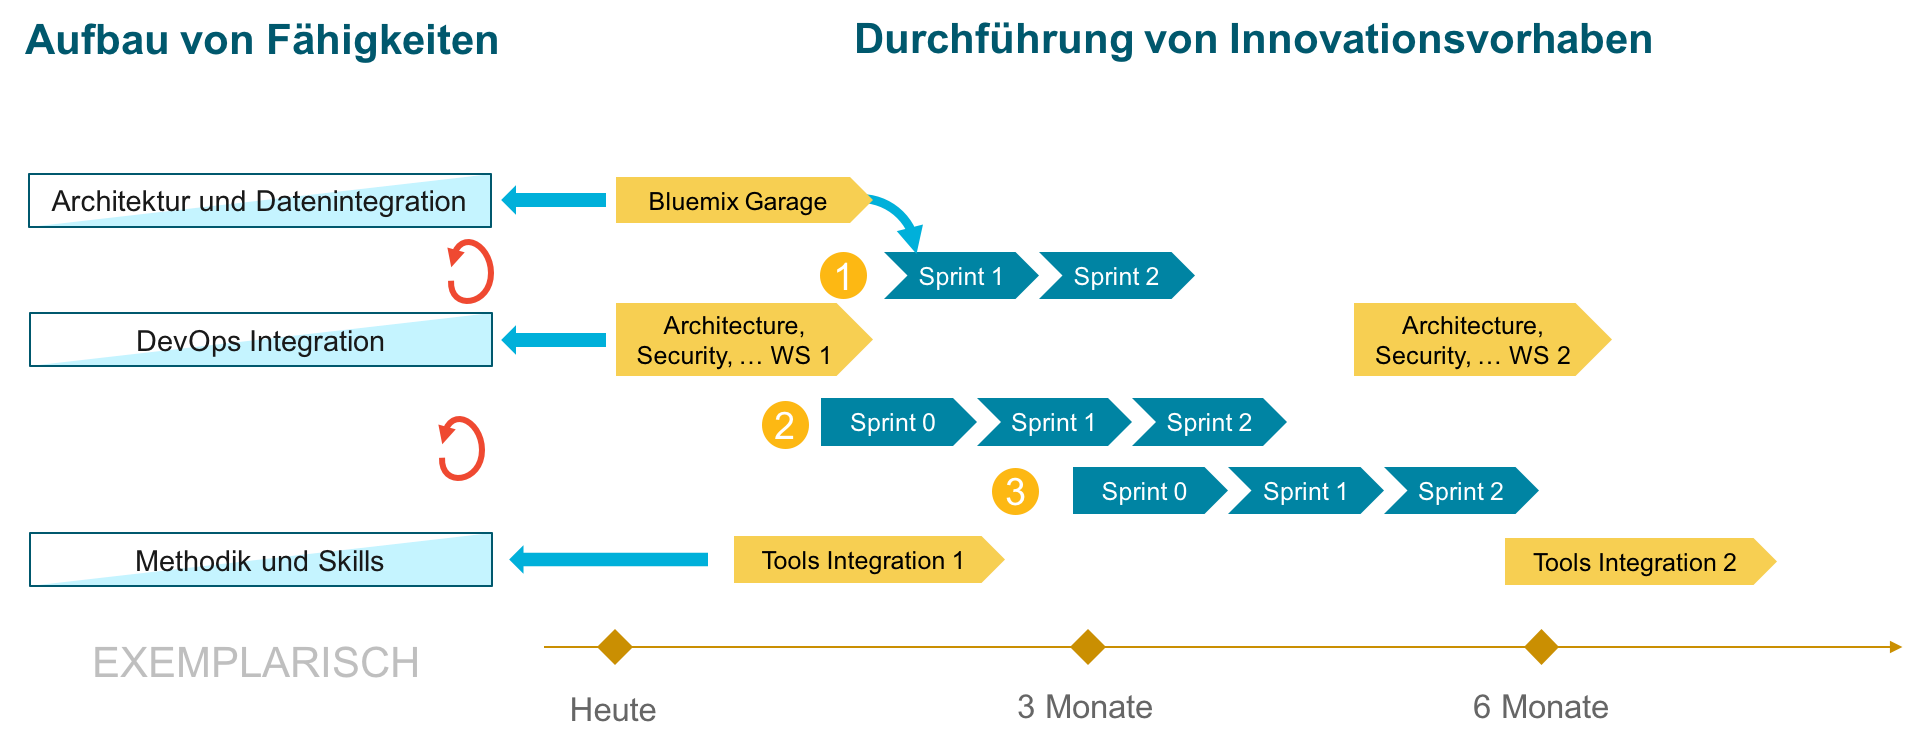 Aufbau von Fähigkeiten
Durchführung von Innovationsvorhaben
Architektur und Datenintegration
Bluemix Garage
1
Sprint 1
Sprint 2
DevOps Integration
Architecture,
Security, … WS 1
Architecture,
Security, … WS 2
2
Sprint 0
Sprint 1
Sprint 2
3
Sprint 0
Sprint 1
Sprint 2
Methodik und Skills
Tools Integration 1
Tools Integration 2
EXEMPLARISCH
Heute
3 Monate
6 Monate